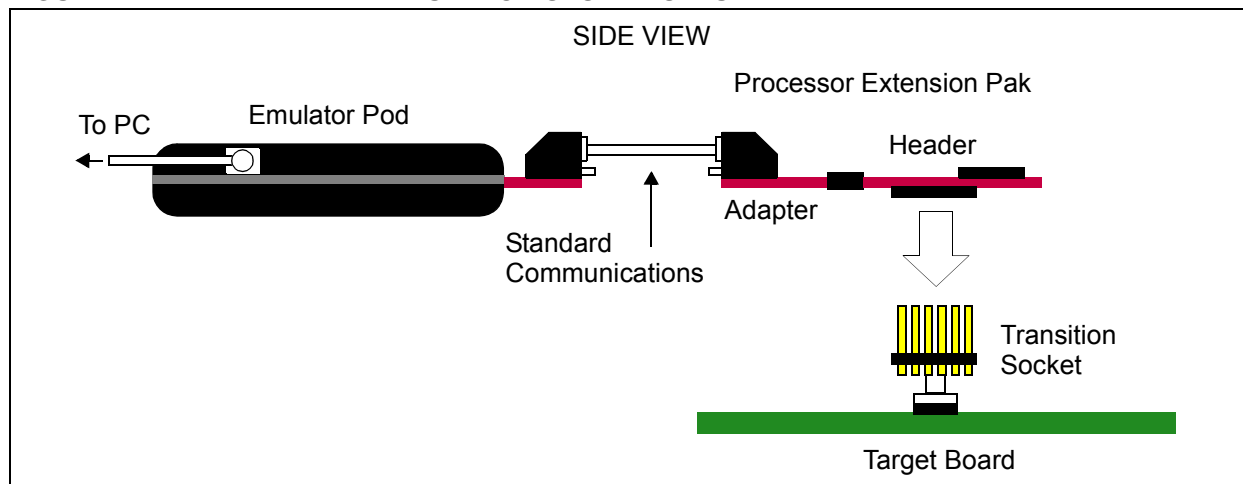 SIDE VIEW
Processor Extension Pak
Emulator Pod
To PC
Header
Adapter
Standard
Communications
Transition
Socket
Target Board